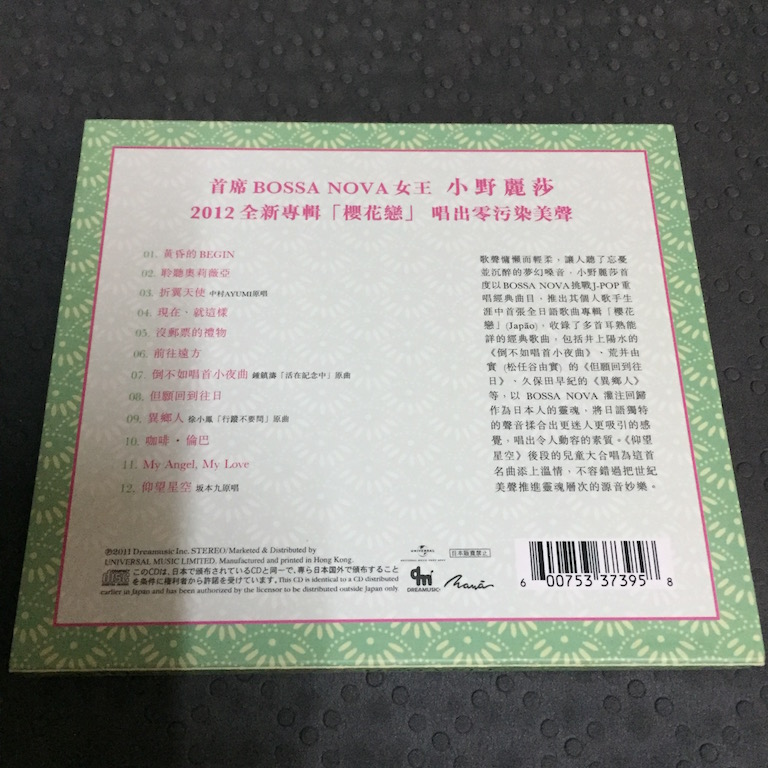 首席 BOSSA NOVA 女王 小野麗莎
2012 全新專輯「櫻花戀」 唱出零污染美聲
01. 黃昏的 BEGIN
02. 聆聽奧莉薇亞
03. 折翼天使 中村AYUMI原唱
04. 現在、就這樣
05. 沒郵票的禮物
06. 前往遠方
07. 倒不如唱首小夜曲 鍾鎮濤「活在記念中」原曲
08. 但願回到往日
09. 異鄉人 徐小鳳「行蹤不要問」原曲
10. 咖啡・倫巴
11. My Angel, My Love
12. 仰望星空 坂本九原唱
歌聲慵懶而輕柔，讓人聽了忘憂
並沉醉的夢幻嗓音，小野麗莎首
度以BOSSA NOVA挑戰J-POP重
唱經典曲目，推出其個人歌手生
涯中首張全日語歌曲專輯「櫻花
戀」(Japão)，收錄了多首耳熟能
詳的經典歌曲，包括井上陽水的
《倒不如唱首小夜曲》、荒井由
實 (松任谷由實) 的《但願回到往
日》、久保田早紀的《異鄉人》
等，以 BOSSA NOVA 灌注回歸
作為日本人的靈魂，將日語獨特
的聲音揉合出更迷人更吸引的感
覺，唱出令人動容的素質。《仰望
星空》後段的兒童大合唱為這首
名曲添上溫情，不容錯過把世紀
美聲推進靈魂層次的源音妙樂。
℗2011 Dreamusic Inc. STEREO/Marketed & Distributed by
UNIVERSAL MUSIC LIMITED. Manufactured and printed in Hong Kong.
このCDは、日本で頒布されているCDと同一で、専ら日本国外で頒布すること
を条件に権利者から許諾を受けています。This CD is identical to a CD distributed
earlier in Japan and has been authorized by the licensor to be distributed outside Japan only
UNIVERSAL
日本販売禁止
dm
DREAMUSIC
Nanã
6 00753 37395 8